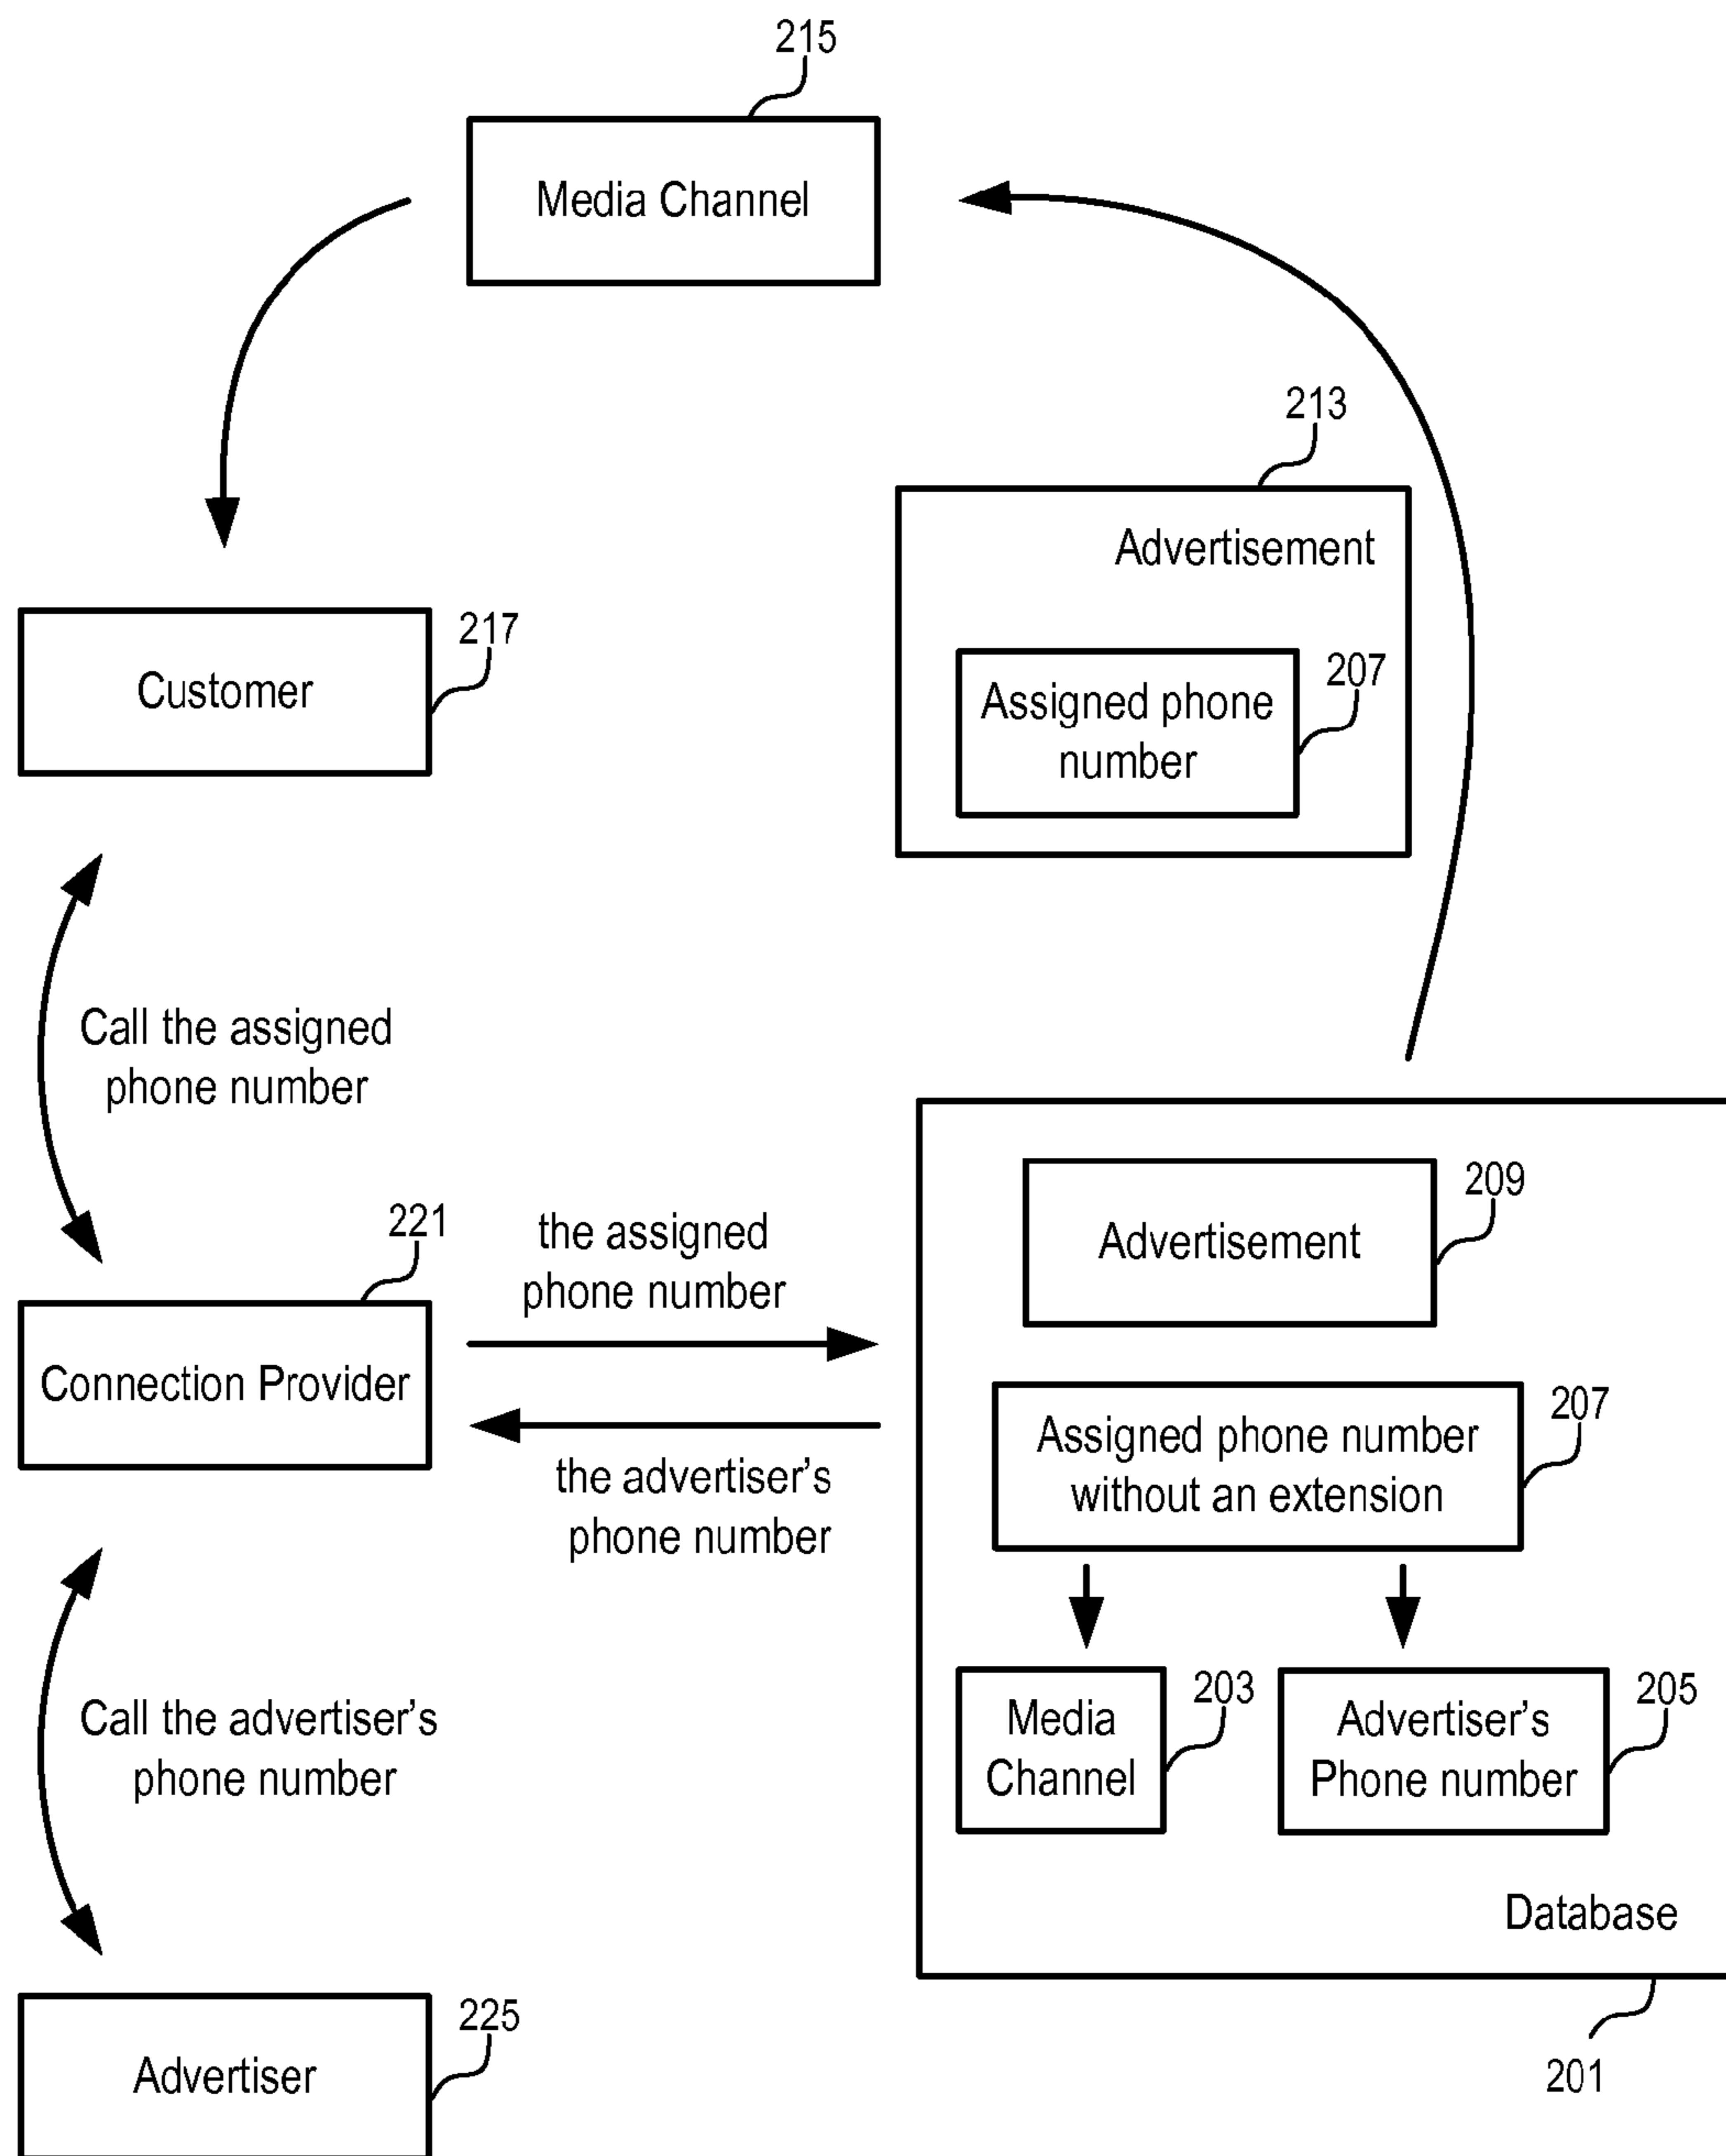 215
Media Channel
213
Advertisement
217
Customer
207
Assigned phone
number
Call the assigned
phone number
209
Advertisement
221
the assigned
phone number
Connection Provider
207
Assigned phone number
without an extension
the advertiser's
phone number
203
Media
Channel
205
Advertiser's
Phone number
Call the advertiser's
phone number
Database
225
Advertiser
201